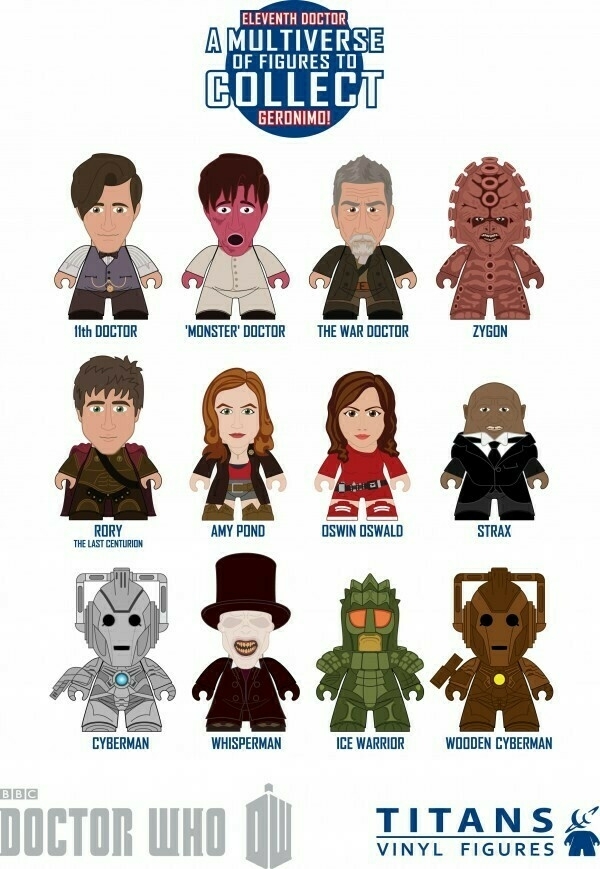 ELEVENTH DOCTOR
A MULTIVERSE
OF FIGURES TO
COLLECT
GERONIMO!
11th DOCTOR
'MONSTER' DOCTOR
THE WAR DOCTOR
ZYGON
RORY
THE LAST CENTURION
AMY POND
OSWIN OSWALD
STRAX
CYBERMAN
WHISPERMAN
ICE WARRIOR
WOODEN CYBERMAN
BBC
DOCTOR WHO DW
TITANS
VINYL FIGURES